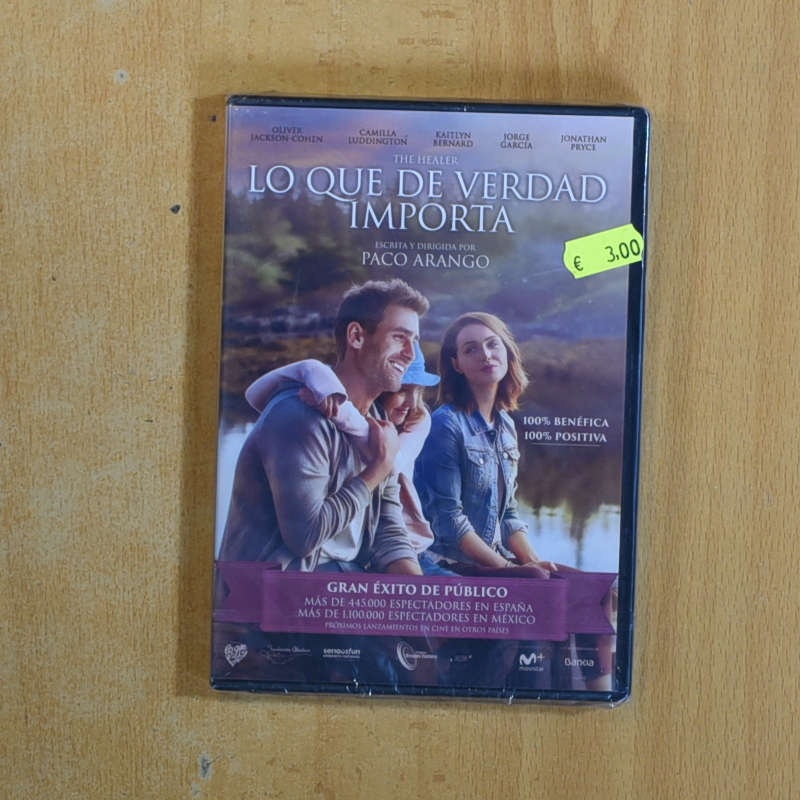 OLIVER JACKSON-COHEN
CAMILLA LUDDINGTON
KAITLYN BERNARD
JORGE GARCÍA
JONATHAN PRYCE
THE HEALER
LO QUE DE VERDAD
IMPORTA
ESCRITA Y DIRIGIDA POR
PACO ARANGO
€ 3,00
100% BENÉFICA
100% POSITIVA
GRAN ÉXITO DE PÚBLICO
MÁS DE 445.000 ESPECTADORES EN ESPAÑA
MÁS DE 1.100.000 ESPECTADORES EN MÉXICO
PRÓXIMOS LANZAMIENTOS EN CINE EN OTROS PAÍSES
seriousfun
M+
movistar
Bankia